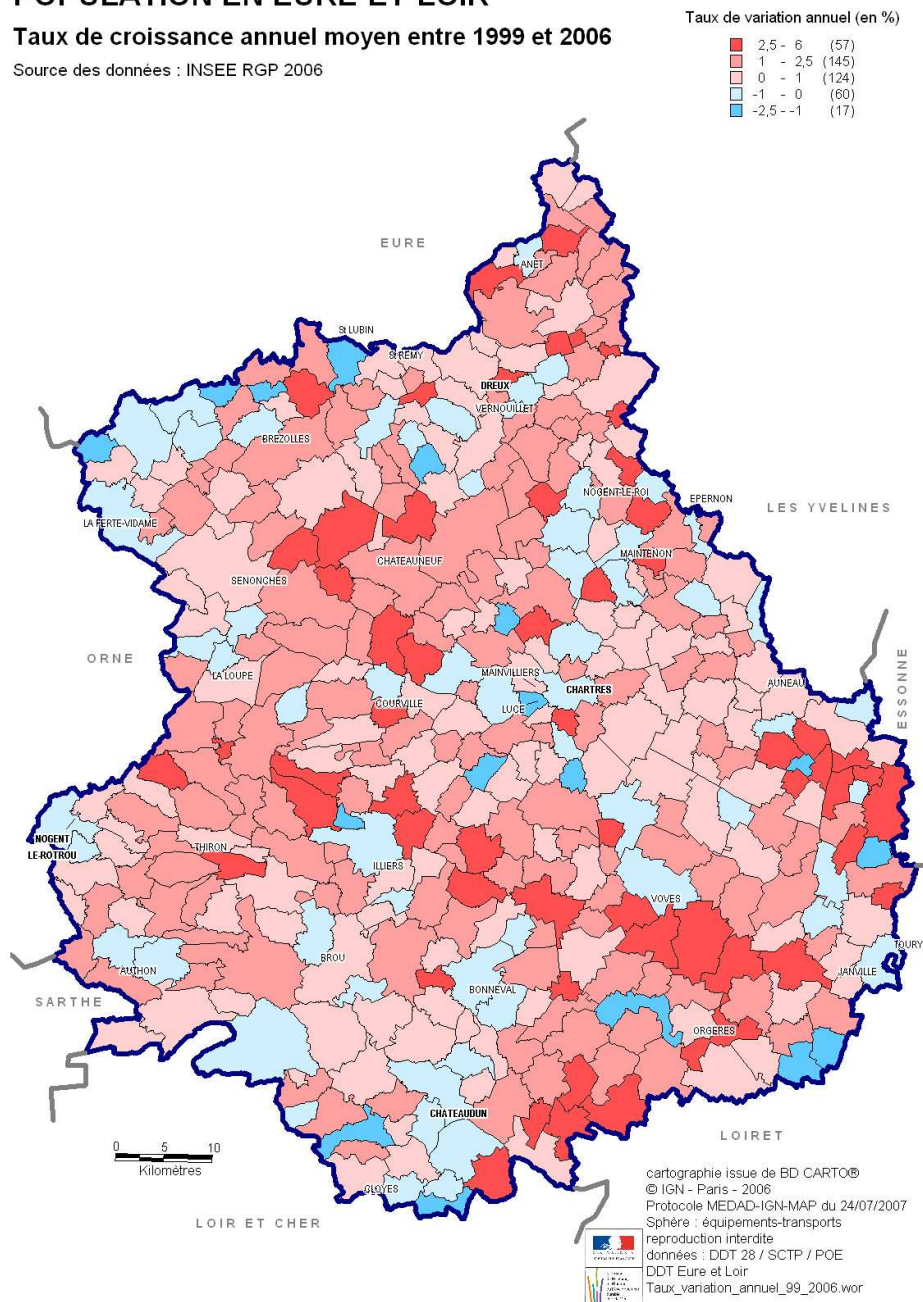 POPULATION EN EURE ET LOIR
Taux de croissance annuel moyen entre 1999 et 2006
Source des données : INSEE RGP 2006
Taux de variation annuel (en %)
2,5 - 6 (57)
1 - 2,5 (145)
0 - 1 (124)
-1 - 0 (60)
-2,5 - -1 (17)
EURE
ANET
St LUBIN
St REMY
DREUX
VERNOUILLET
BREZOLLES
NOGENT-LE-ROI
EPERNON
LES YVELINES
LA FERTE-VIDAME
MAINTENON
CHATEAUNEUF
SENONCHES
ORNE
ESSONNE
LA LOUPE
MAINVILLIERS
CHARTRES
AUNEAU
COURVILLE
LUCE
NOGENT
LE-ROTROU
THIRON
ILLIERS
VOVES
TOURY
BROU
AUTHON
JANVILLE
BONNEVAL
SARTHE
ORGERES
CHATEAUDUN
LOIRET
0 5 10
Kilomètres
CLOYES
LOIR ET CHER
cartographie issue de BD CARTO®
© IGN - Paris - 2006
Protocole MEDAD-IGN-MAP du 24/07/2007
Sphère : équipements-transports
reproduction interdite
données : DDT 28 / SCTP / POE
DDT Eure et Loir
Taux_variation_annuel_99_2006.wor